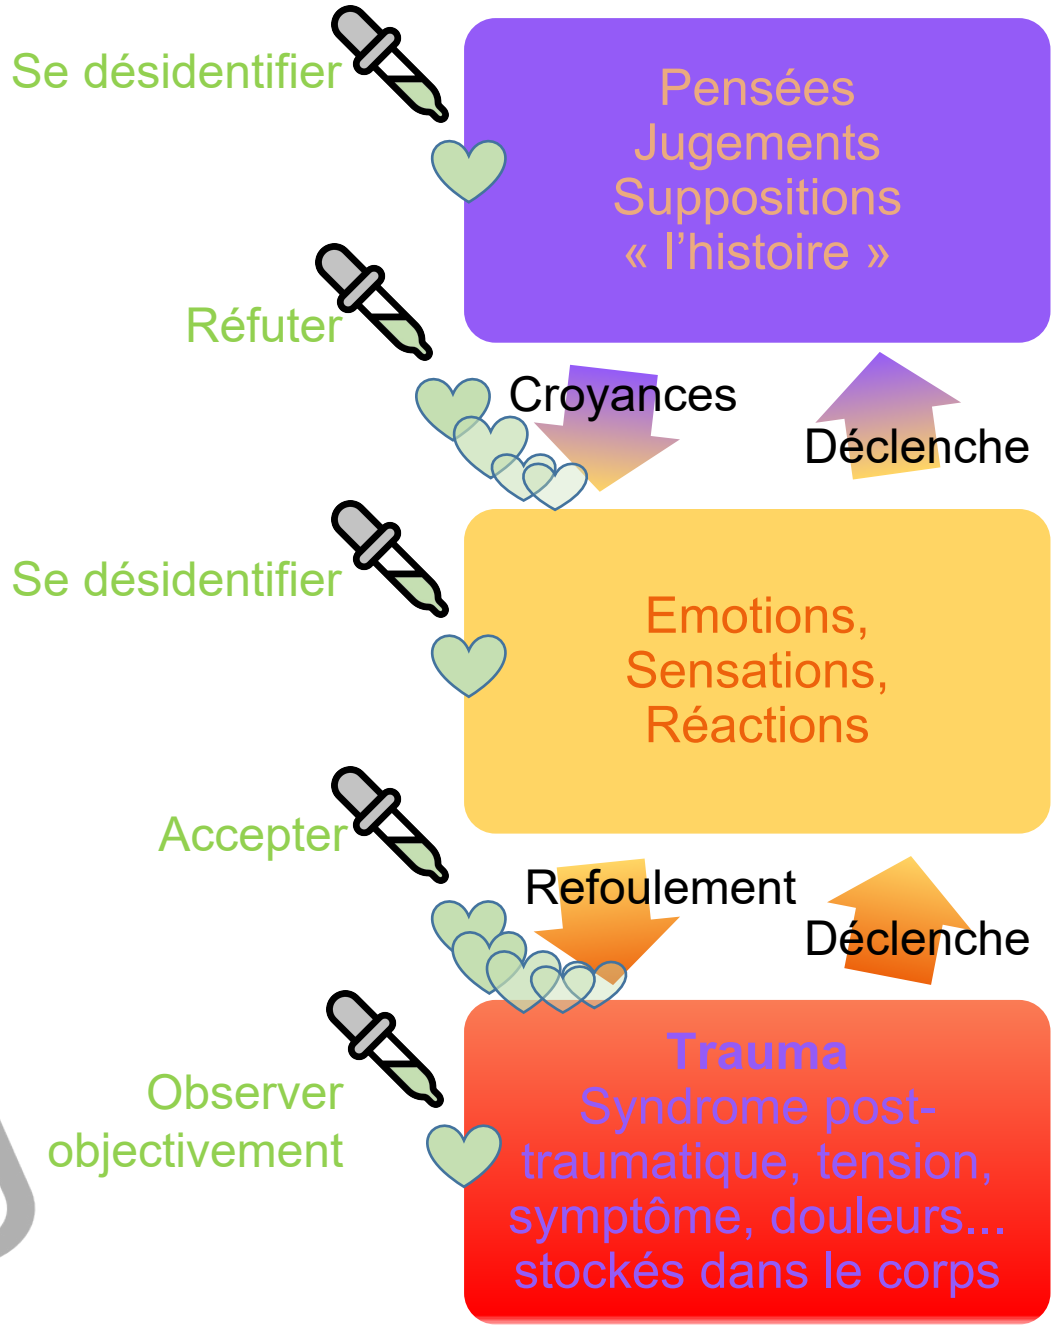 Se désidentifier
Pensées
Jugements
Suppositions
« l’histoire »
Réfuter
Croyances
Déclenche
Se désidentifier
Emotions,
Sensations,
Réactions
Accepter
Refoulement
Déclenche
Observer
objectivement
Trauma
Syndrome post-
traumatique, tension,
symptôme, douleurs...
stockés dans le corps